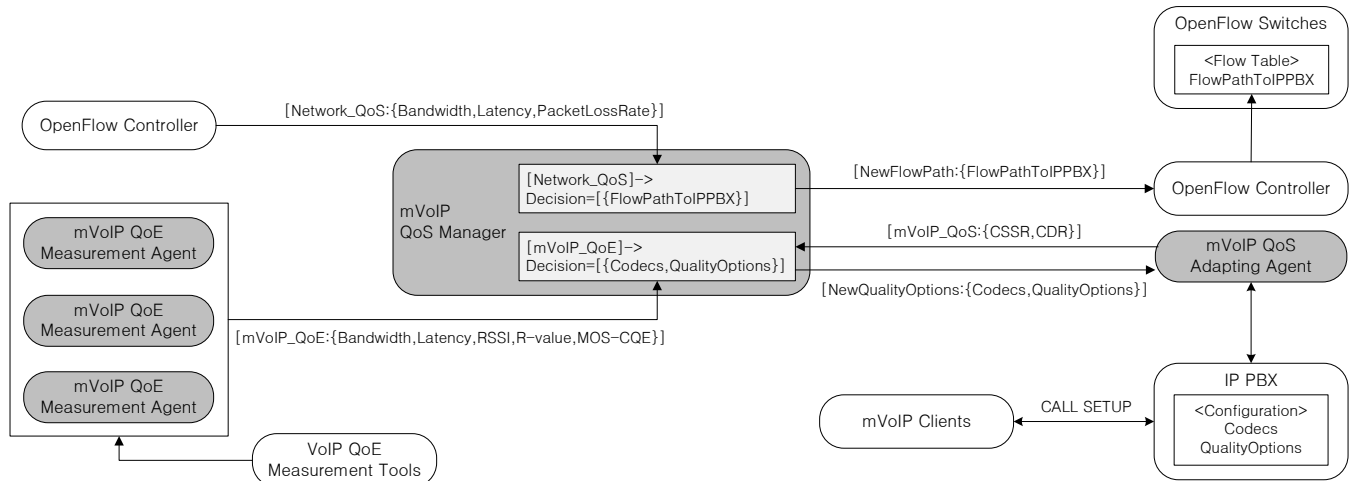 OpenFlow Switches
<Flow Table>
FlowPathToIPPBX
[Network_QoS:{Bandwidth,Latency,PacketLossRate}]
OpenFlow Controller
[Network_QoS]->
Decision=[{FlowPathToIPPBX}]
[NewFlowPath:{FlowPathToIPPBX}]
OpenFlow Controller
mVoIP
QoS Manager
[mVoIP_QoE]->
Decision=[{Codecs,QualityOptions}]
[mVoIP_QoS:{CSSR,CDR}]
mVoIP QoS
Adapting Agent
[NewQualityOptions:{Codecs,QualityOptions}]
mVoIP QoE
Measurement Agent
mVoIP QoE
Measurement Agent
mVoIP QoE
Measurement Agent
[mVoIP_QoE:{Bandwidth,Latency,RSSI,R-value,MOS-CQE}]
VoIP QoE
Measurement Tools
mVoIP Clients
CALL SETUP
IP PBX
<Configuration>
Codecs
QualityOptions